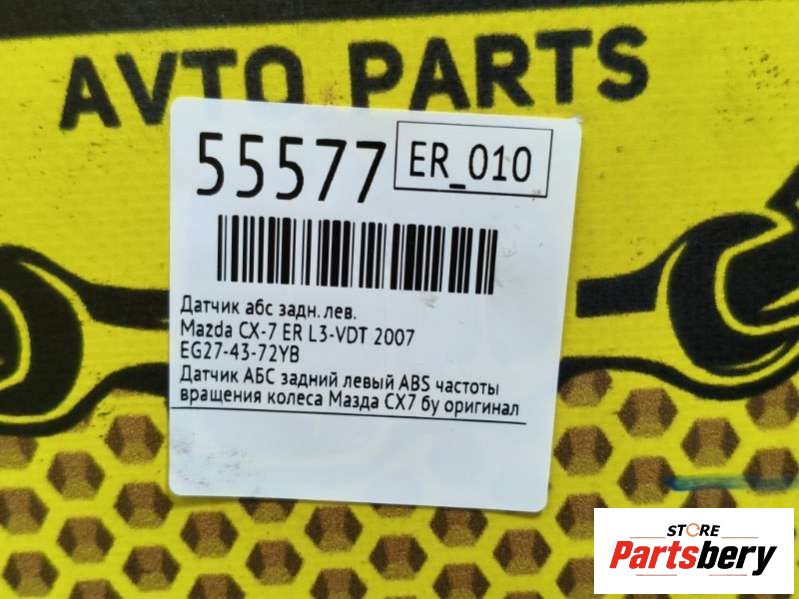 AVTO PARTS
55577
ER_010
Датчик абс задн. лев.
Mazda CX-7 ER L3-VDT 2007
EG27-43-72YB
Датчик АБС задний левый ABS частоты
вращения колеса Мазда СХ7 бу оригинал
STORE
Partsbery